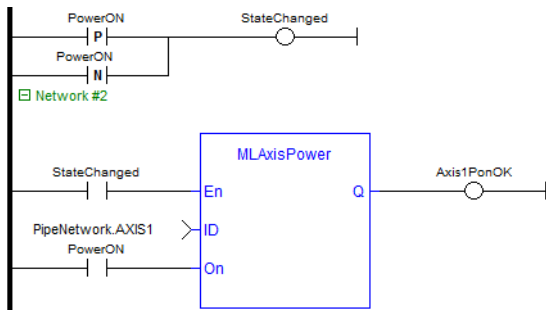 PowerON StateChanged
P
PowerON
N
Network #2
MLAxisPower
StateChanged Axis1PonOK
En Q
PipeNetwork.AXIS1 ID
PowerON
On